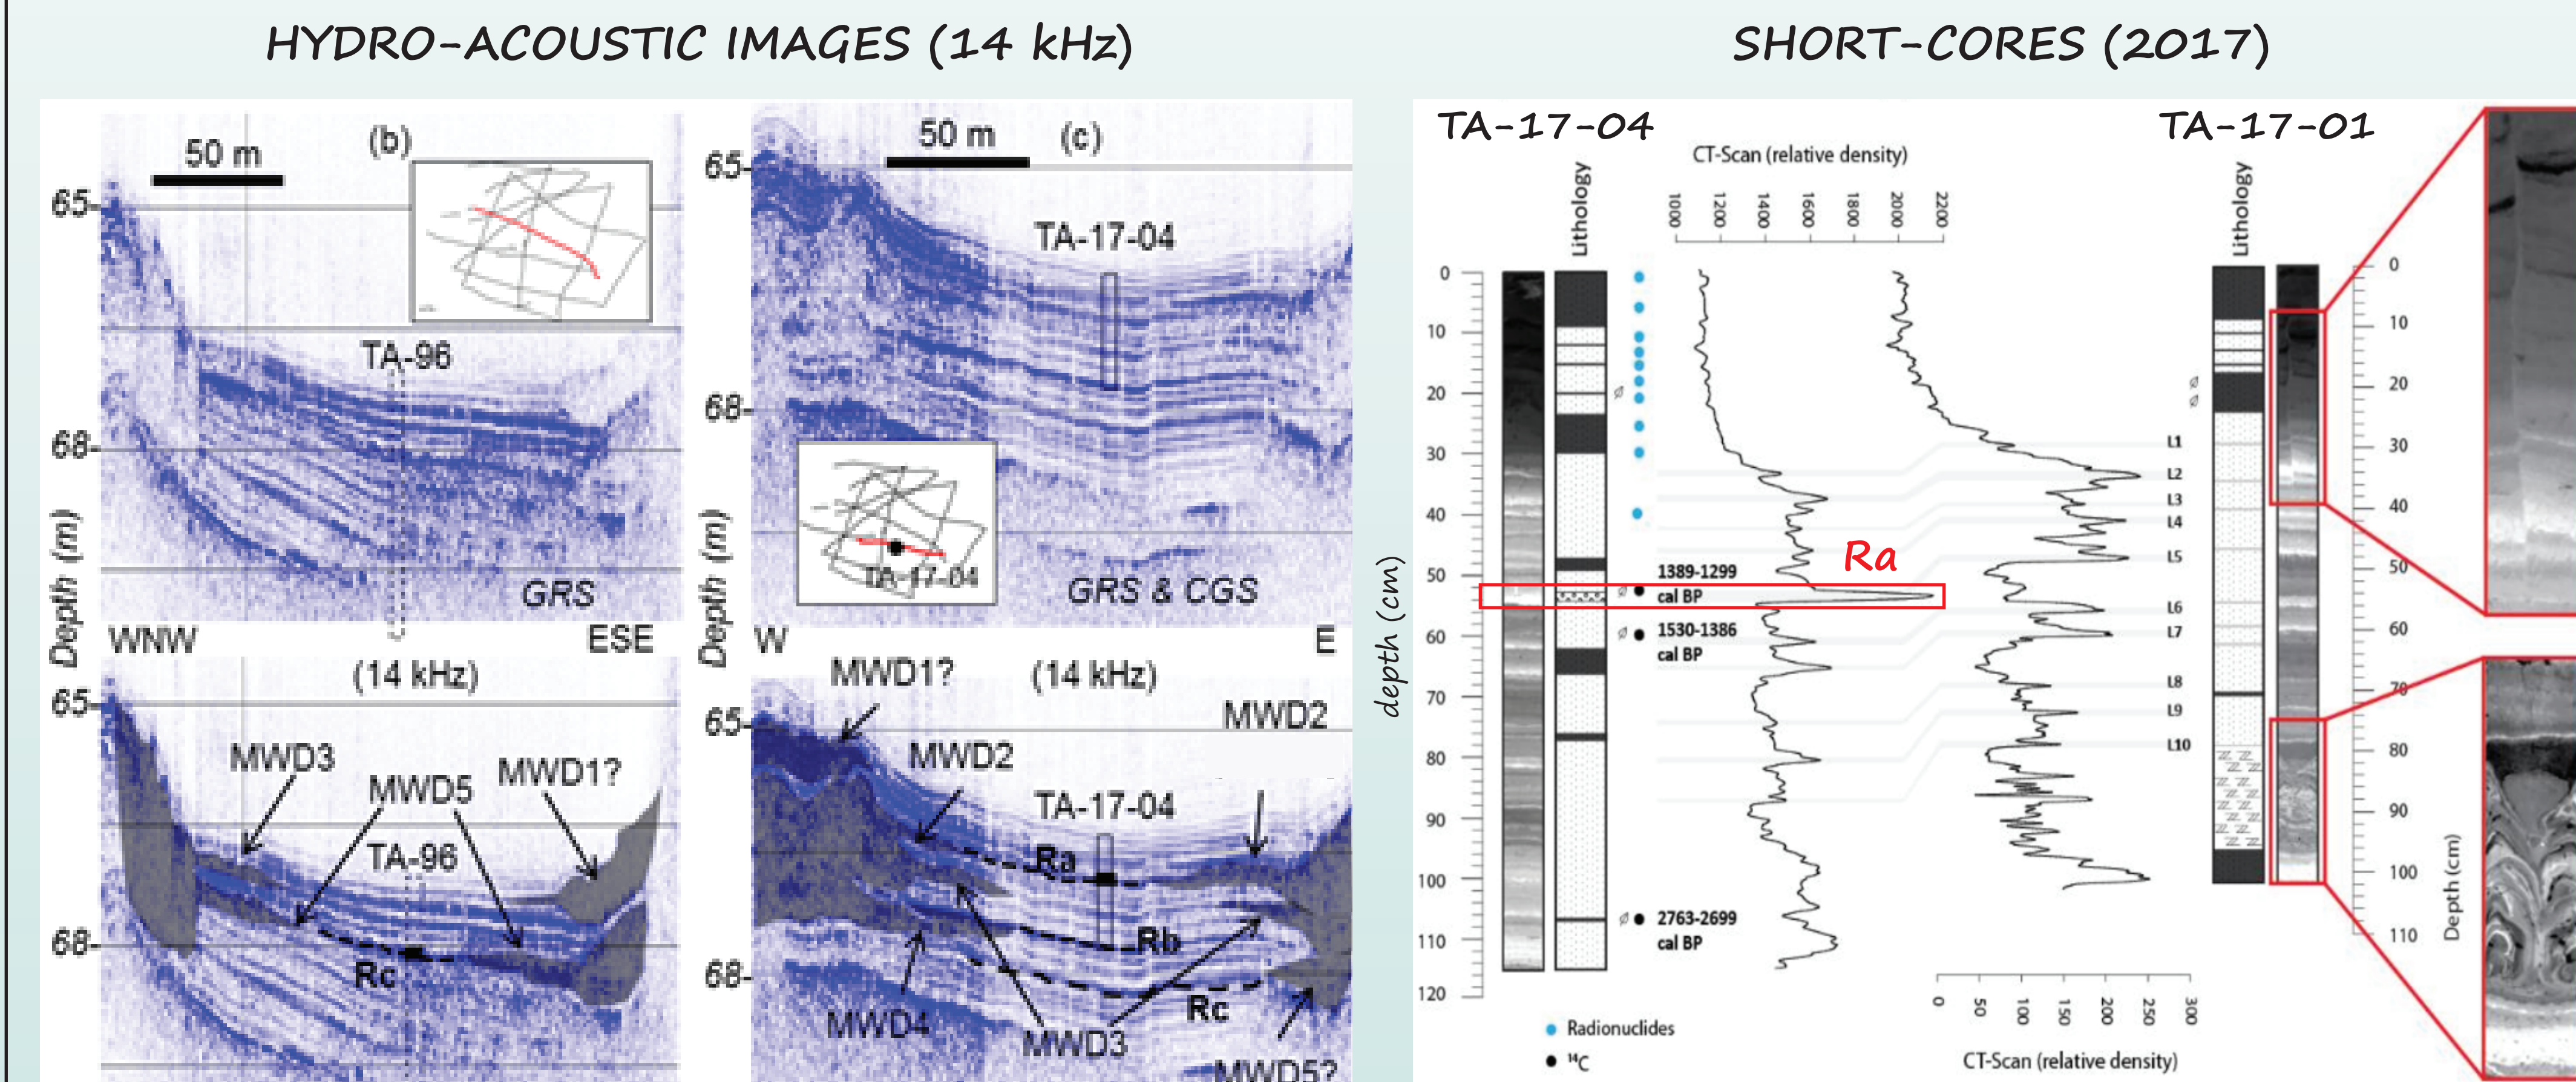 HYDRO-ACOUSTIC IMAGES (14 kHz)
50 m
(b)
65-
TA-96
68-
Depth (m)
GRS
WNW
ESE
(14 kHz)
65-
MWD3
MWD5
MWD1?
TA-96
68-
Rc
50 m
(c)
65-
TA-17-04
68-
TA-17-04
Depth (m)
GRS & CGS
W
E
MWD1?
(14 kHz)
65-
MWD2
MWD2
TA-17-04
Ra
Rb
68-
Rc
MWD4
MWD3
MWD5?
SHORT-CORES (2017)
TA-17-04
Lithology
CT-Scan (relative density)
1000
1200
1400
1600
1800
2000
2200
depth (cm)
0
10
20
30
40
50
60
70
80
90
100
110
120
Ra
1389-1299
cal BP
1530-1386
cal BP
2763-2699
cal BP
Radionuclides
¹⁴C
TA-17-01
Lithology
L1
L2
L3
L4
L5
L6
L7
L8
L9
L10
0
10
20
30
40
50
60
70
80
90
100
110
Depth (cm)
0
50
100
150
200
250
300
CT-Scan (relative density)